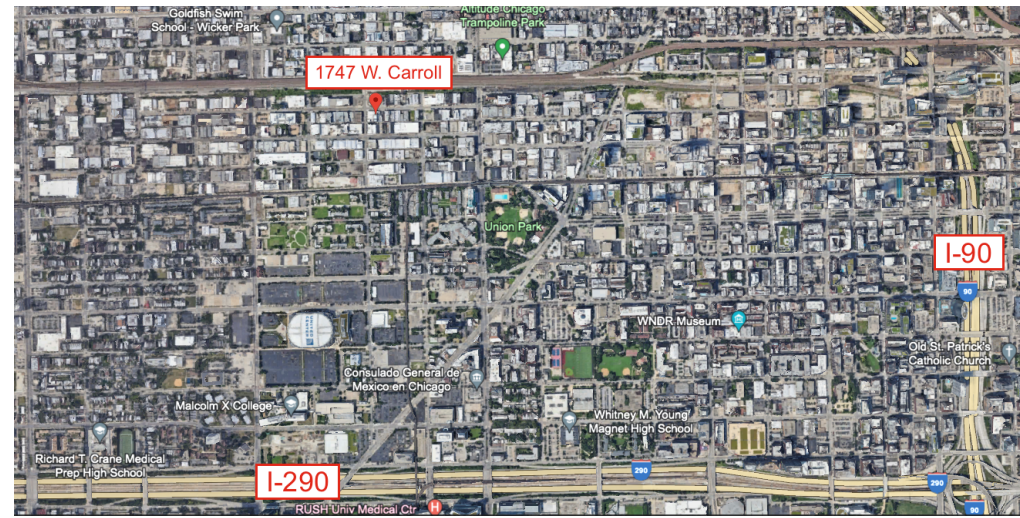 Goldfish Swim
School - Wicker Park
Altitude Chicago
Trampoline Park
1747 W. Carroll
Union Park
I-90
90
WNDR Museum
Old St. Patrick's
Catholic Church
Consulado General de
Mexico en Chicago
Malcolm X College
Whitney M. Young
Magnet High School
Richard T. Crane Medical
Prep High School
I-290
290
290
90
RUSH Univ Medical Ctr
H